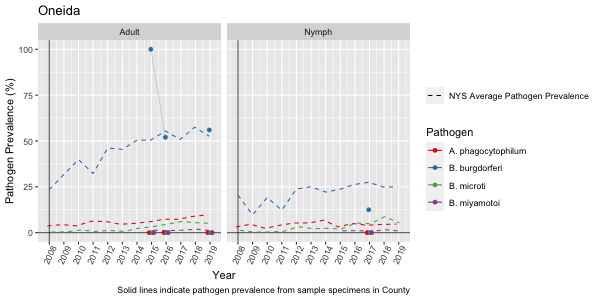 Oneida
Adult
Nymph
Pathogen Prevalence (%)
100
75
50
25
0
2008 2009 2010 2011 2012 2013 2014 2015 2016 2017 2018 2019
2008 2009 2010 2011 2012 2013 2014 2015 2016 2017 2018 2019
Year
NYS Average Pathogen Prevalence
Pathogen
A. phagocytophilum
B. burgdorferi
B. microti
B. miyamotoi
Solid lines indicate pathogen prevalence from sample specimens in County